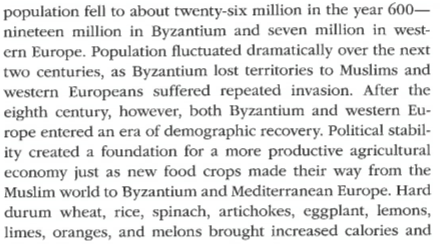 population fell to about twenty-six million in the year 600—
nineteen million in Byzantium and seven million in west-
ern Europe. Population fluctuated dramatically over the next
two centuries, as Byzantium lost territories to Muslims and
western Europeans suffered repeated invasion. After the
eighth century, however, both Byzantium and western Eu-
rope entered an era of demographic recovery. Political stabil-
ity created a foundation for a more productive agricultural
economy just as new food crops made their way from the
Muslim world to Byzantium and Mediterranean Europe. Hard
durum wheat, rice, spinach, artichokes, eggplant, lemons,
limes, oranges, and melons brought increased calories and